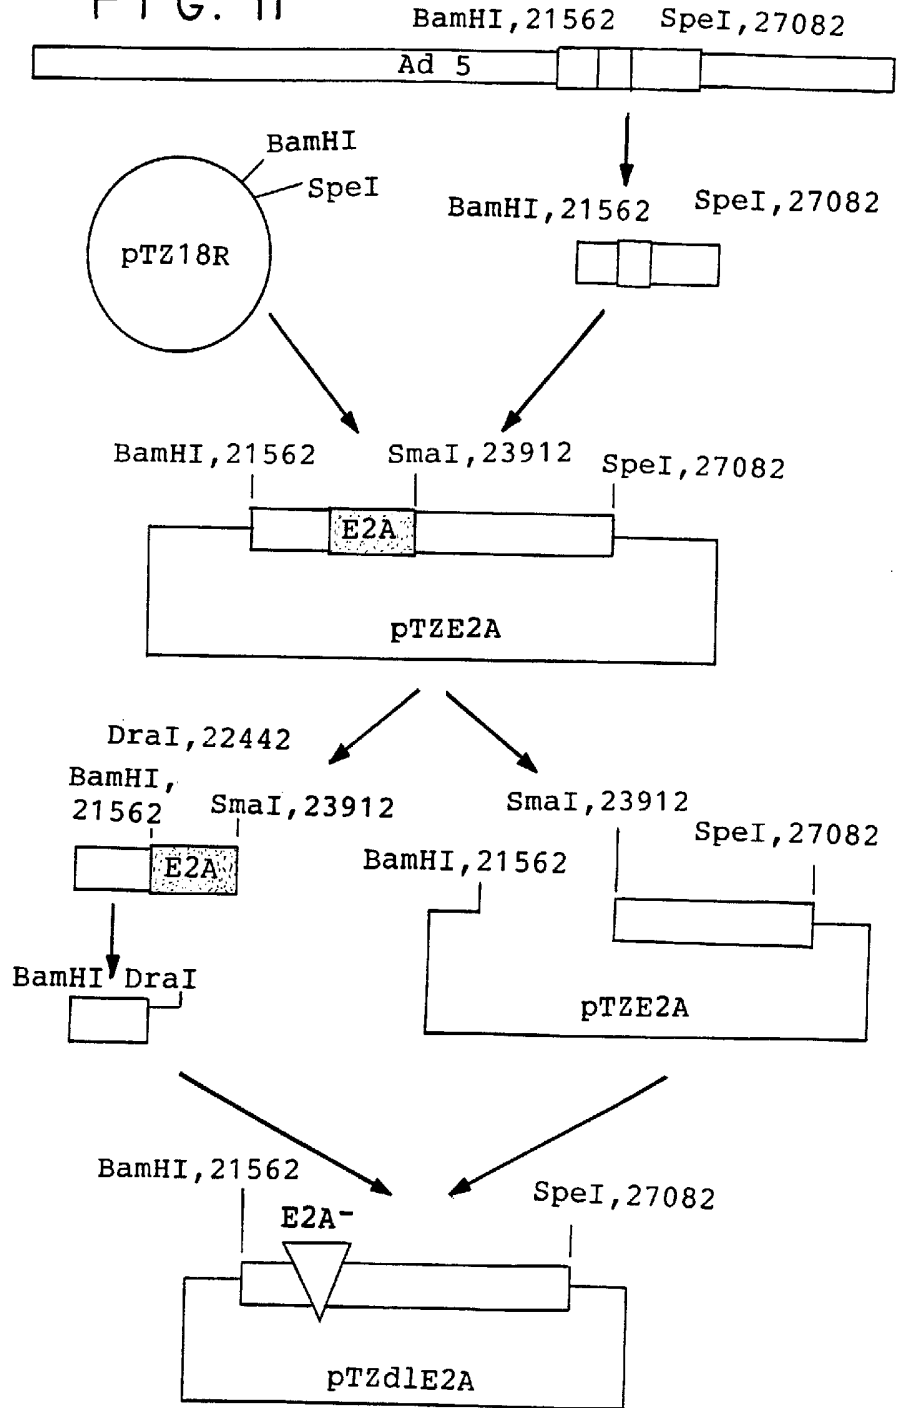 FIG. 11
BamHI,21562 SpeI,27082
Ad 5
BamHI
SpeI
pTZ18R
BamHI,21562 SpeI,27082
BamHI,21562 SmaI,23912 SpeI,27082
E2A
pTZE2A
DraI,22442
BamHI,
21562
SmaI,23912
E2A
SmaI,23912
SpeI,27082
BamHI,21562
BamHI DraI
pTZE2A
BamHI,21562
SpeI,27082
E2A-
pTZdlE2A